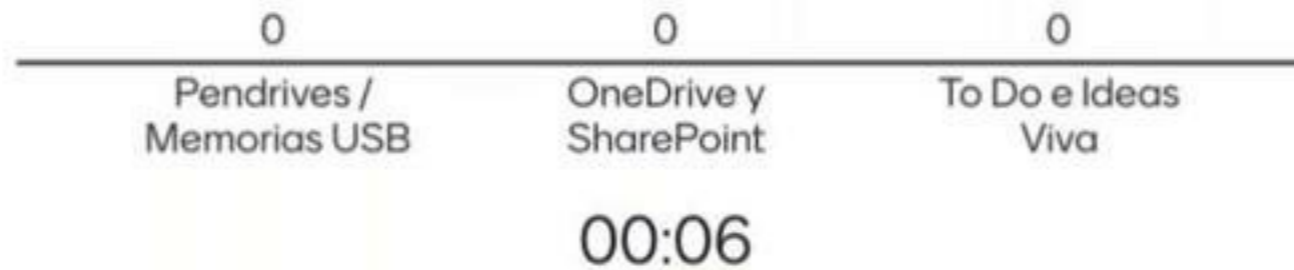 0 0 0
Pendrives / OneDrive y To Do e Ideas
Memorias USB SharePoint Viva
00:06